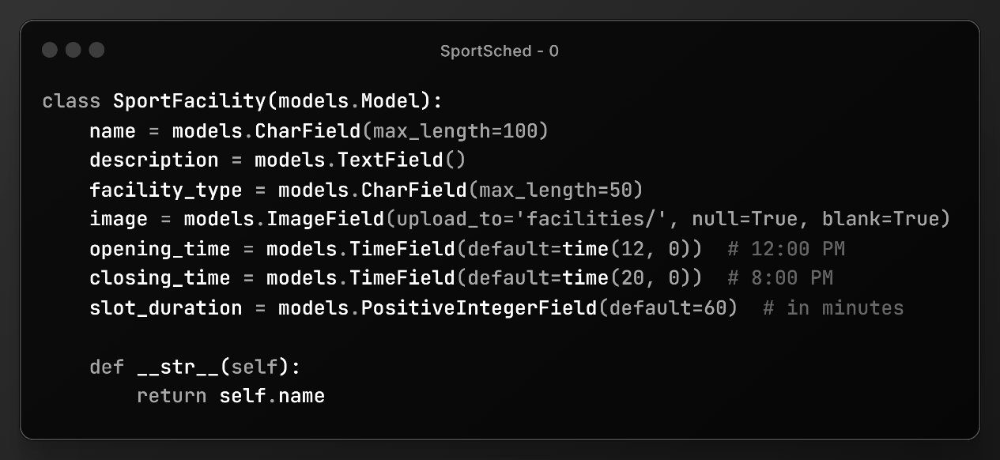 SportSched - 0
class SportFacility(models.Model):
    name = models.CharField(max_length=100)
    description = models.TextField()
    facility_type = models.CharField(max_length=50)
    image = models.ImageField(upload_to='facilities/', null=True, blank=True)
    opening_time = models.TimeField(default=time(12, 0))  # 12:00 PM
    closing_time = models.TimeField(default=time(20, 0))  # 8:00 PM
    slot_duration = models.PositiveIntegerField(default=60)  # in minutes
    def __str__(self):
        return self.name